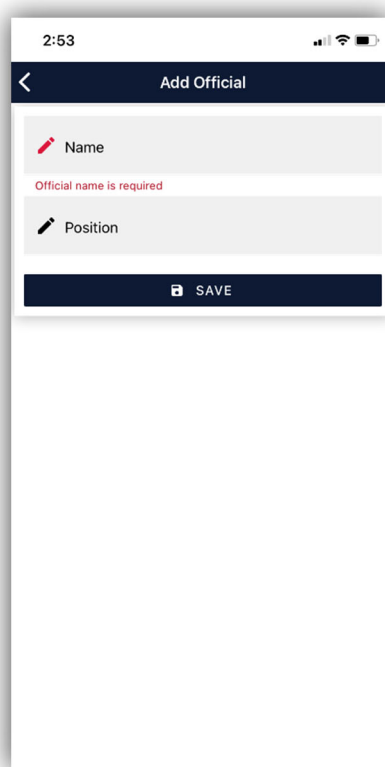 2:53
Add Official
Name
Official name is required
Position
SAVE